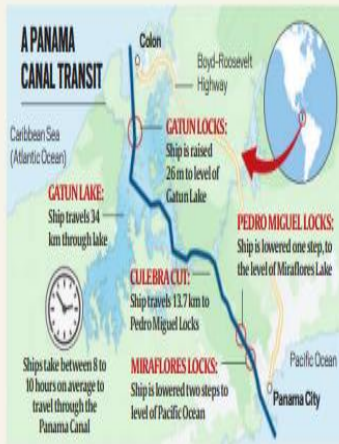 A PANAMA
CANAL TRANSIT
Colon
Boyd-Roosevelt
Highway
Caribbean Sea
(Atlantic Ocean)
GATUN LOCKS:
Ship is raised
26 m to level of
Gatun Lake
GATUN LAKE:
Ship travels 34
km through lake
PEDRO MIGUEL LOCKS:
Ship is lowered one step, to
the level of Miraflores Lake
CULEBRA CUT:
Ship travels 13.7 km to
Pedro Miguel Locks
Ships take between 8 to
10 hours on average to
travel through the
Panama Canal
MIRAFLORES LOCKS:
Ship is lowered two steps to
level of Pacific Ocean
Pacific Ocean
Panama City